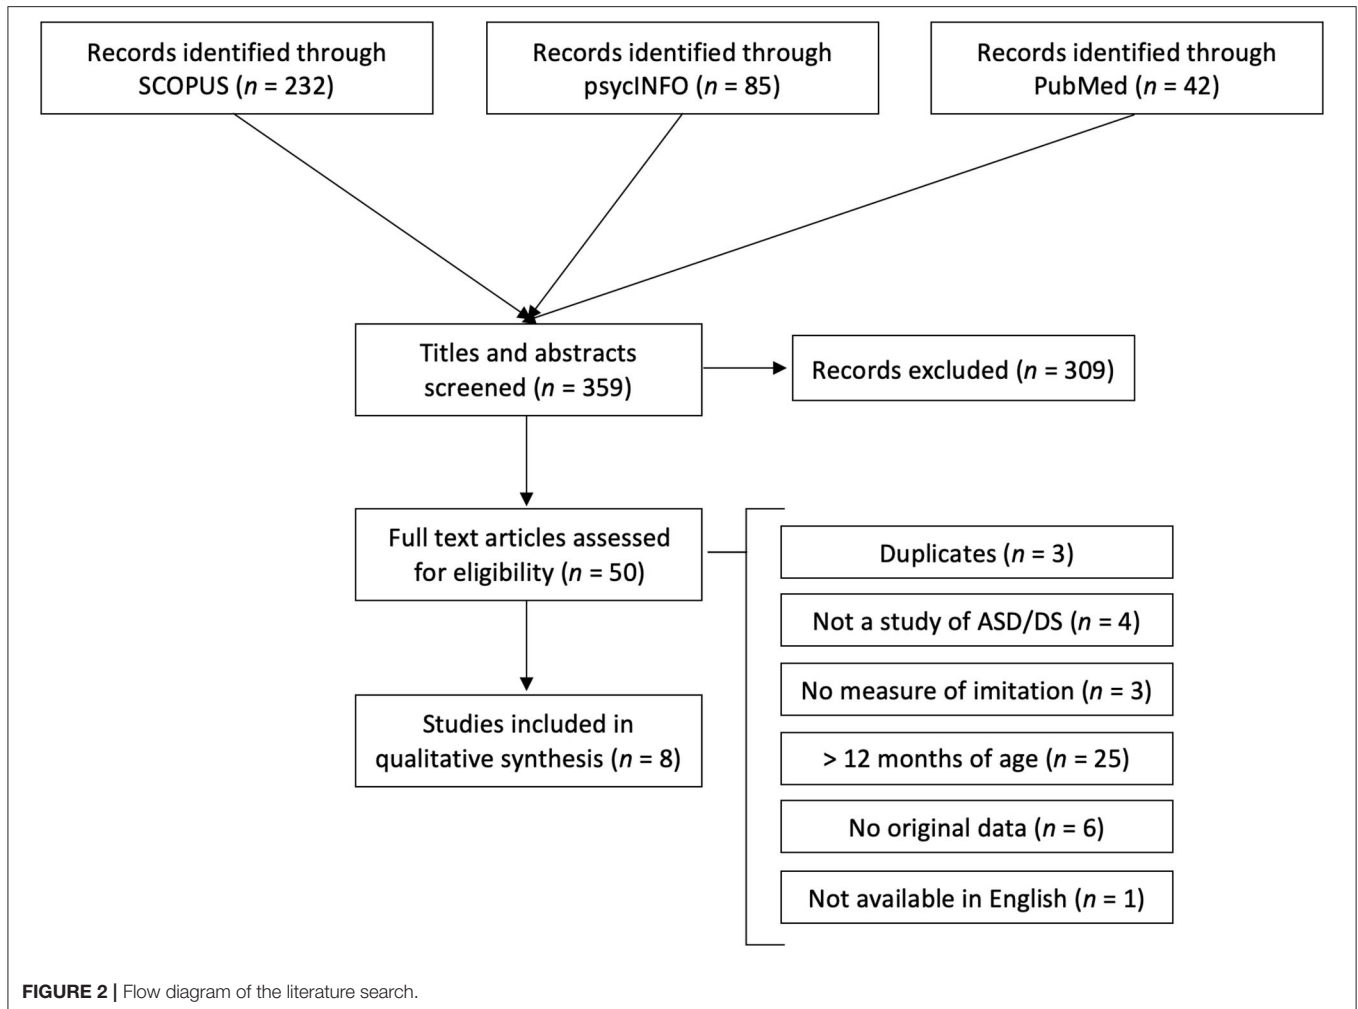 Records identified through
SCOPUS (n = 232)
Records identified through
psycINFO (n = 85)
Records identified through
PubMed (n = 42)
Titles and abstracts
screened (n = 359)
Records excluded (n = 309)
Full text articles assessed
for eligibility (n = 50)
Duplicates (n = 3)
Not a study of ASD/DS (n = 4)
No measure of imitation (n = 3)
> 12 months of age (n = 25)
No original data (n = 6)
Not available in English (n = 1)
Studies included in
qualitative synthesis (n = 8)
FIGURE 2 | Flow diagram of the literature search.